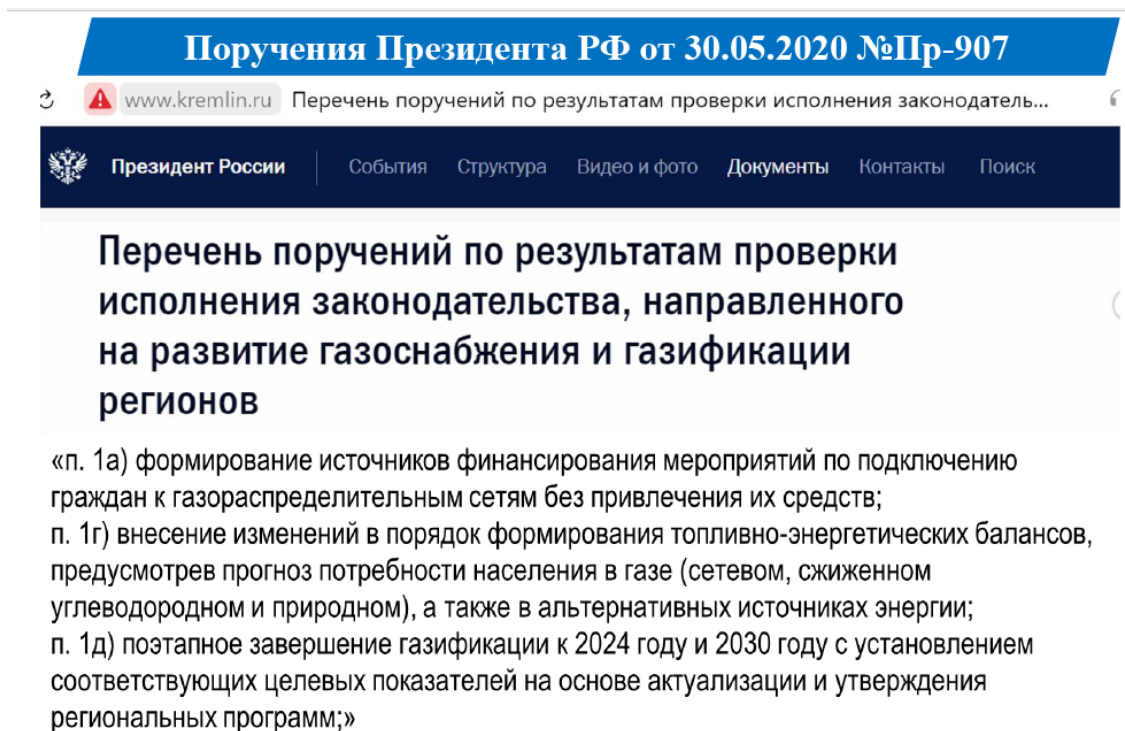 Поручения Президента РФ от 30.05.2020 №Пр-907
www.kremlin.ru Перечень поручений по результатам проверки исполнения законодатель...
Президент России События Структура Видео и фото Документы Контакты Поиск
Перечень поручений по результатам проверки
исполнения законодательства, направленного
на развитие газоснабжения и газификации
регионов
«п. 1а) формирование источников финансирования мероприятий по подключению
граждан к газораспределительным сетям без привлечения их средств;
п. 1г) внесение изменений в порядок формирования топливно-энергетических балансов,
предусмотрев прогноз потребности населения в газе (сетевом, сжиженном
углеводородном и природном), а также в альтернативных источниках энергии;
п. 1д) поэтапное завершение газификации к 2024 году и 2030 году с установлением
соответствующих целевых показателей на основе актуализации и утверждения
региональных программ;»